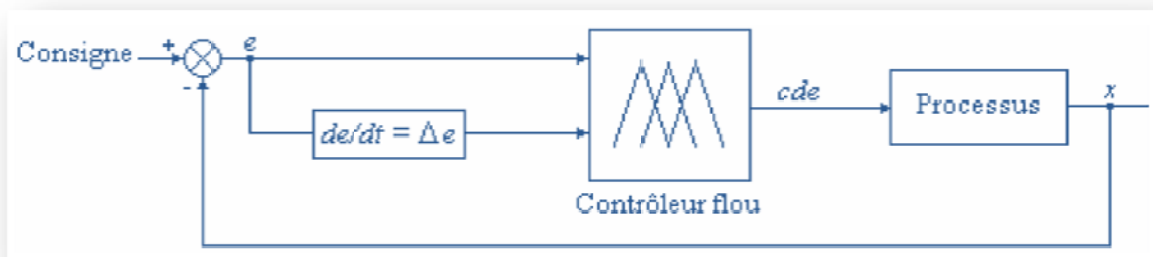 Consigne
+
-
e
de/dt = Δe
Contrôleur flou
cde
Processus
x